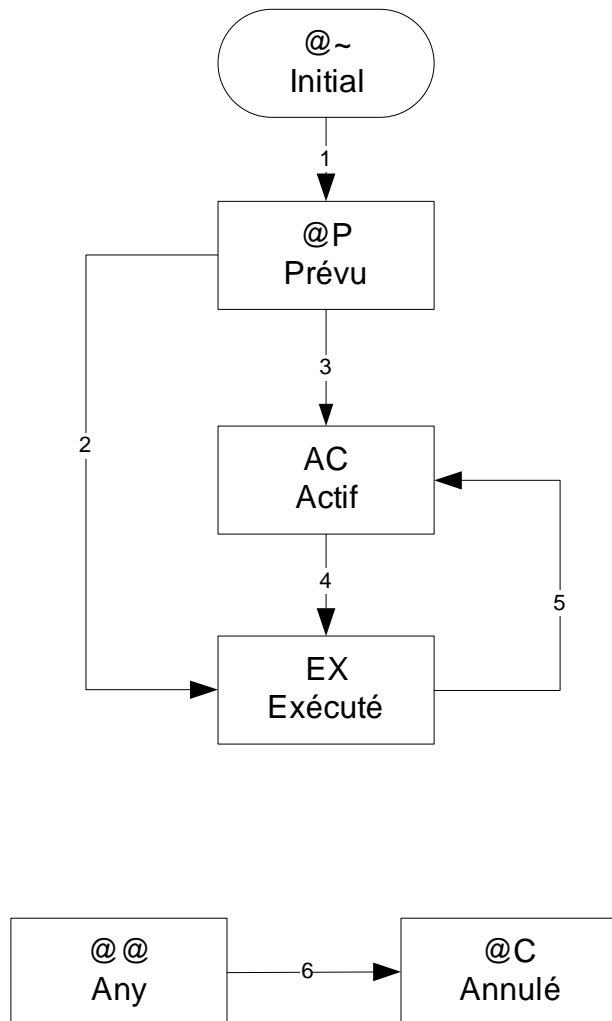 @~
Initial
1
@P
Prévu
3
2
AC
Actif
4
5
EX
Exécuté
@@
Any
6
@C
Annulé